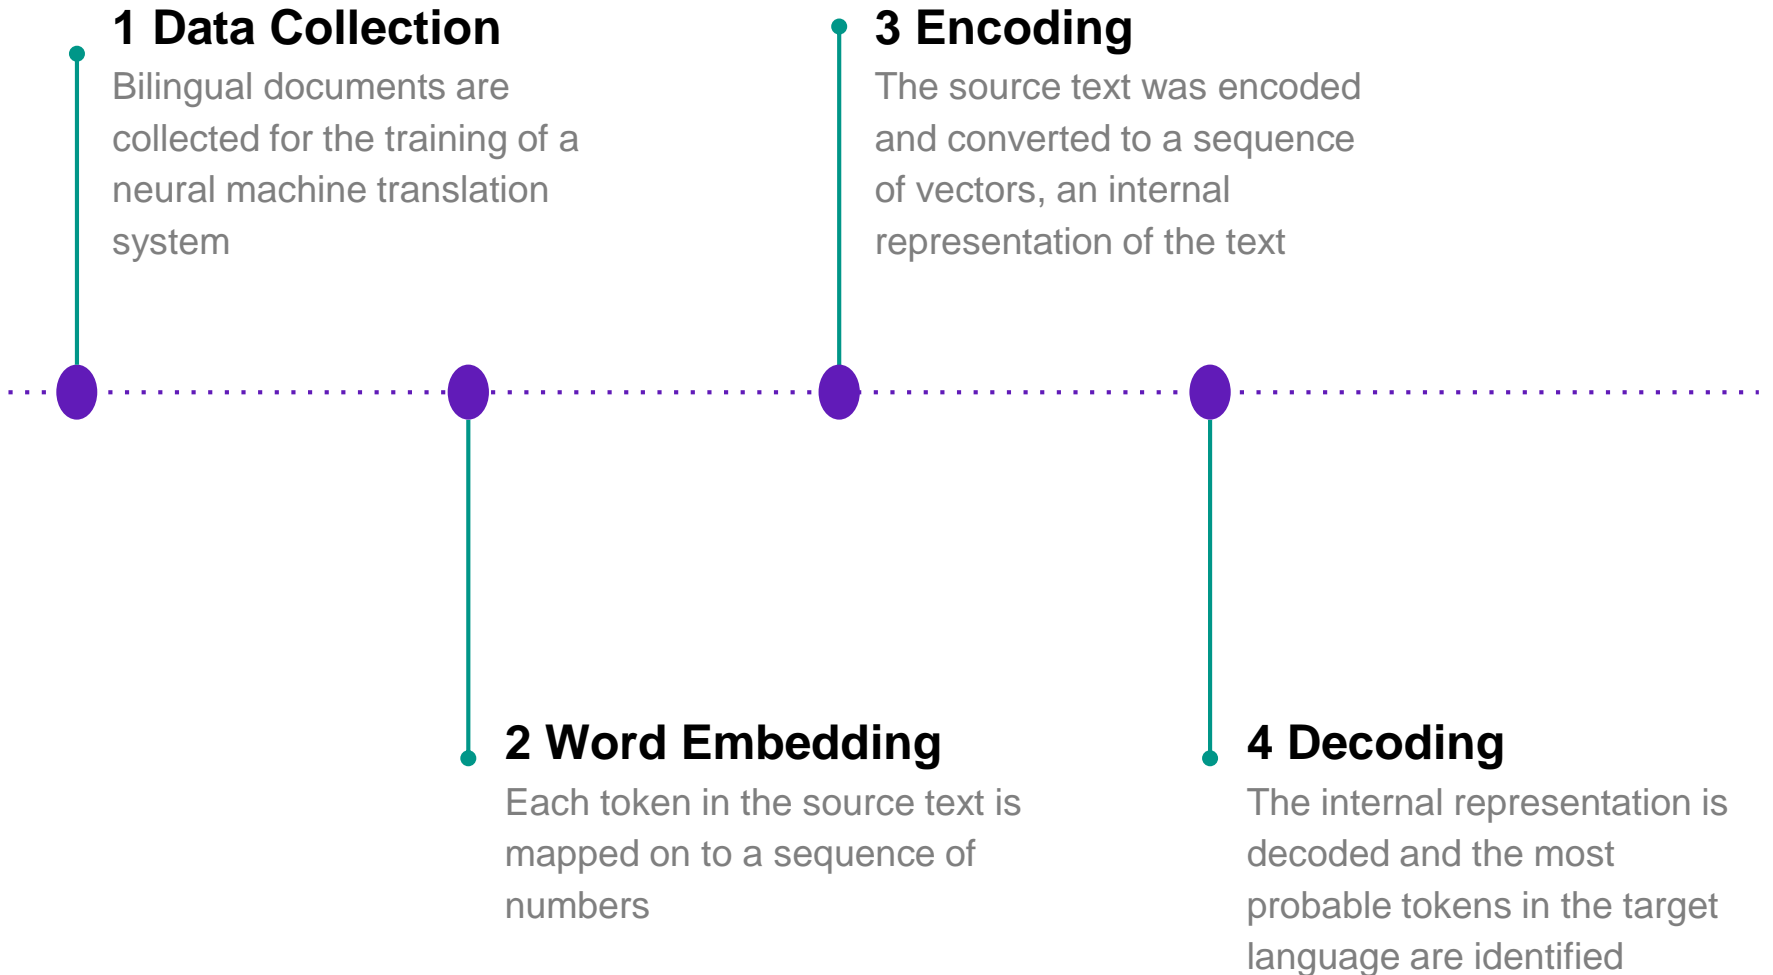 1 Data Collection
Bilingual documents are
collected for the training of a
neural machine translation
system
2 Word Embedding
Each token in the source text is
mapped on to a sequence of
numbers
3 Encoding
The source text was encoded
and converted to a sequence
of vectors, an internal
representation of the text
4 Decoding
The internal representation is
decoded and the most
probable tokens in the target
language are identified